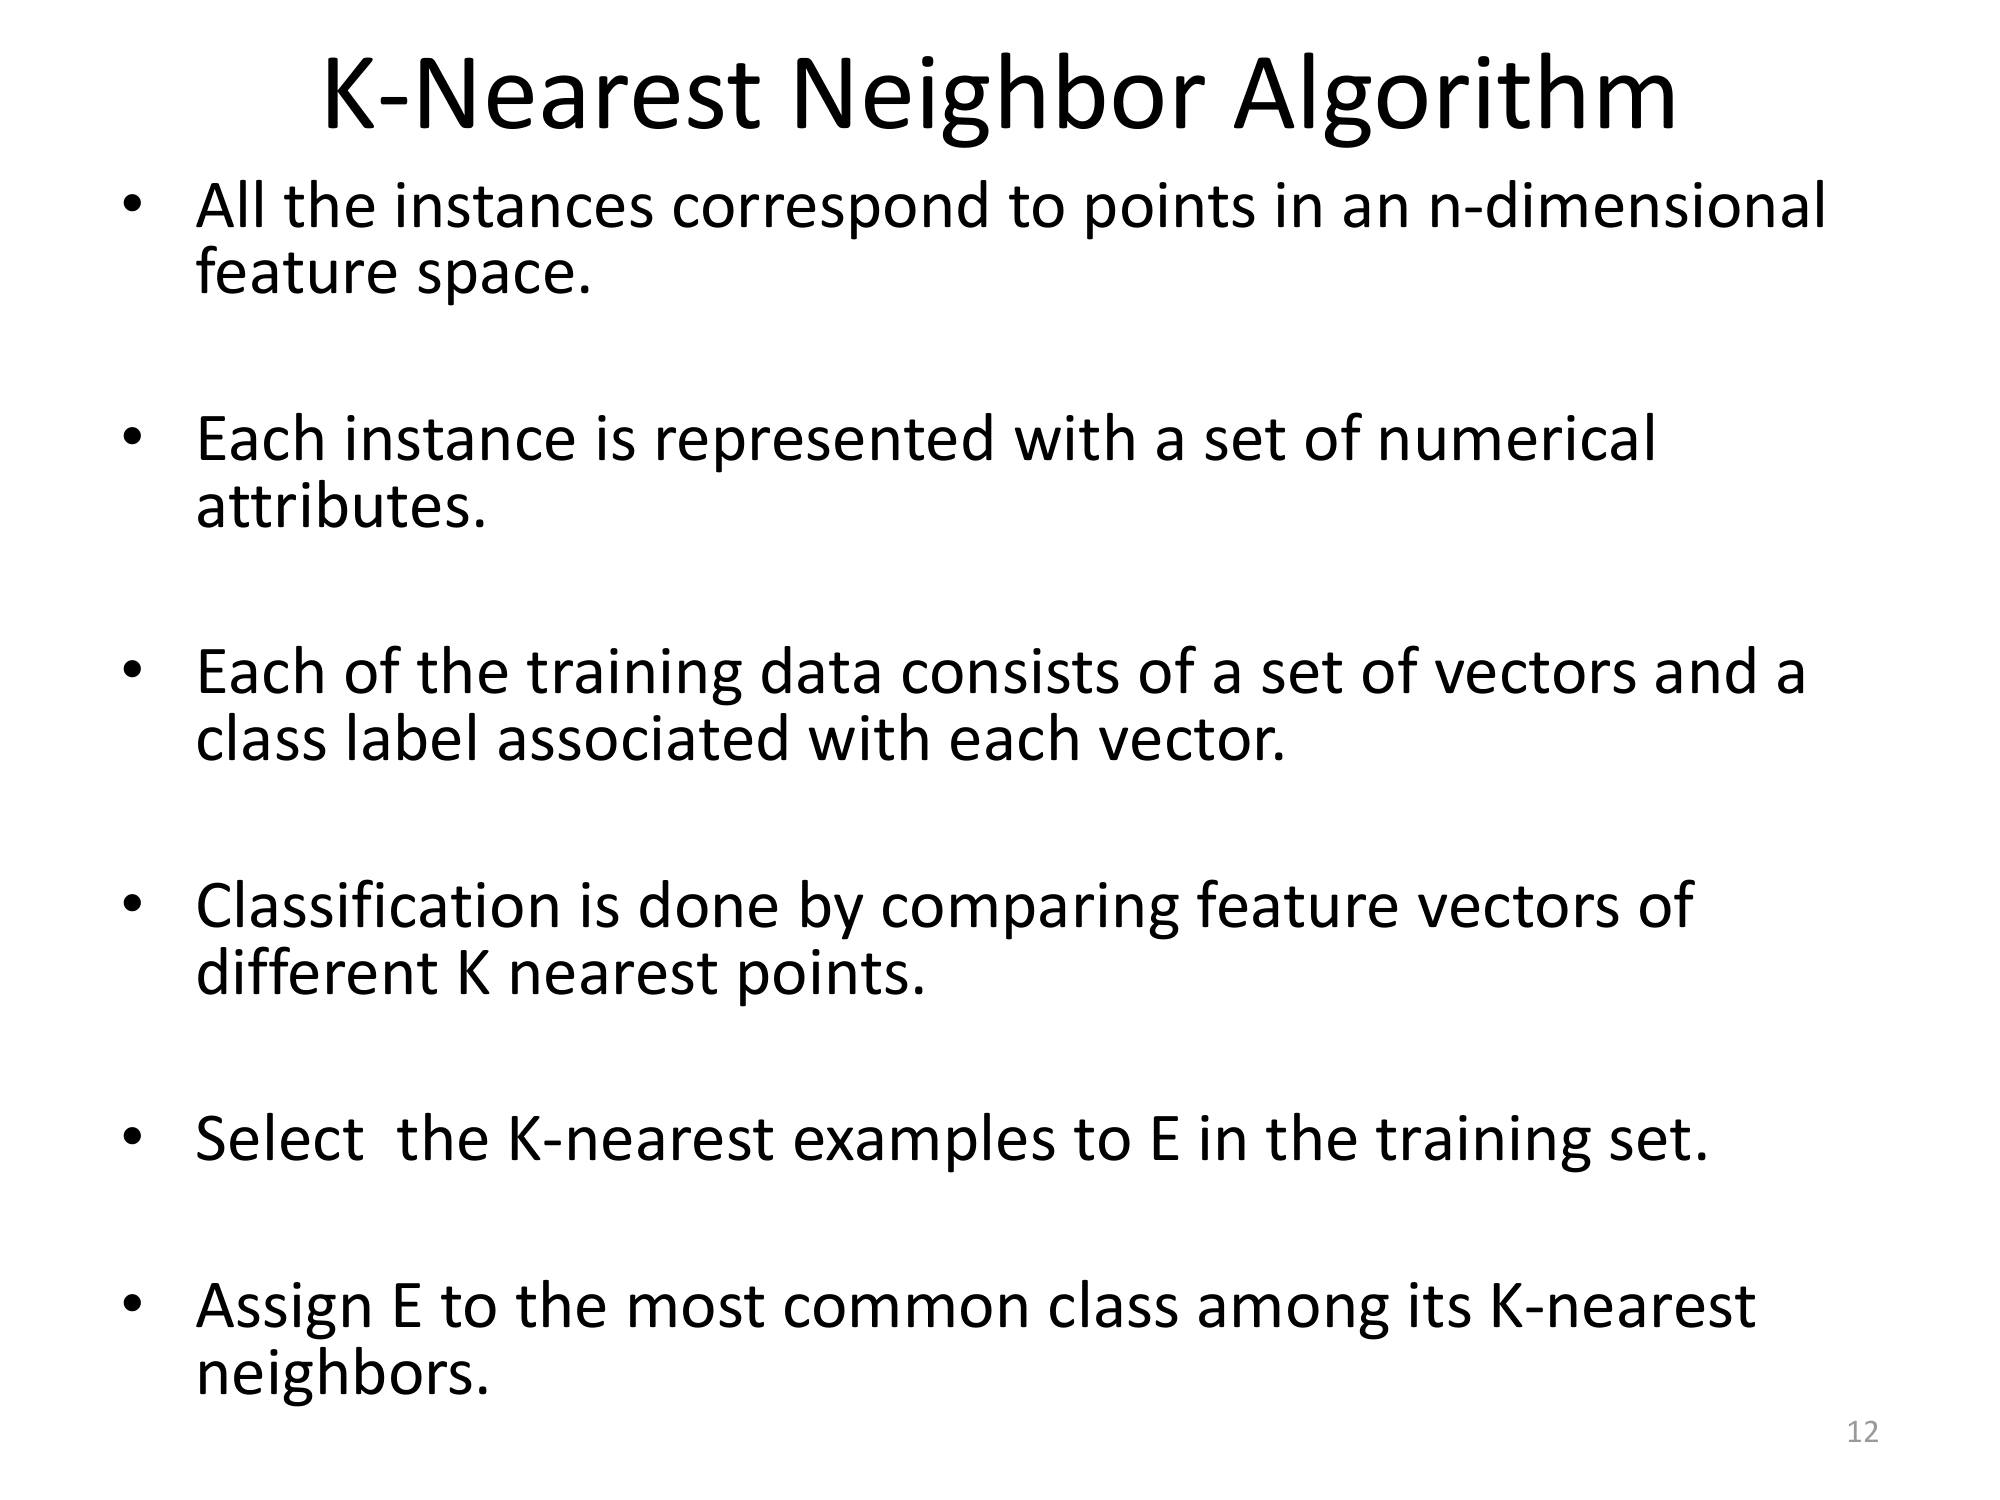 K-Nearest Neighbor Algorithm
• All the instances correspond to points in an n-dimensional
feature space.
• Each instance is represented with a set of numerical
attributes.
• Each of the training data consists of a set of vectors and a
class label associated with each vector.
• Classification is done by comparing feature vectors of
different K nearest points.
• Select  the K-nearest examples to E in the training set.
• Assign E to the most common class among its K-nearest
neighbors.
12